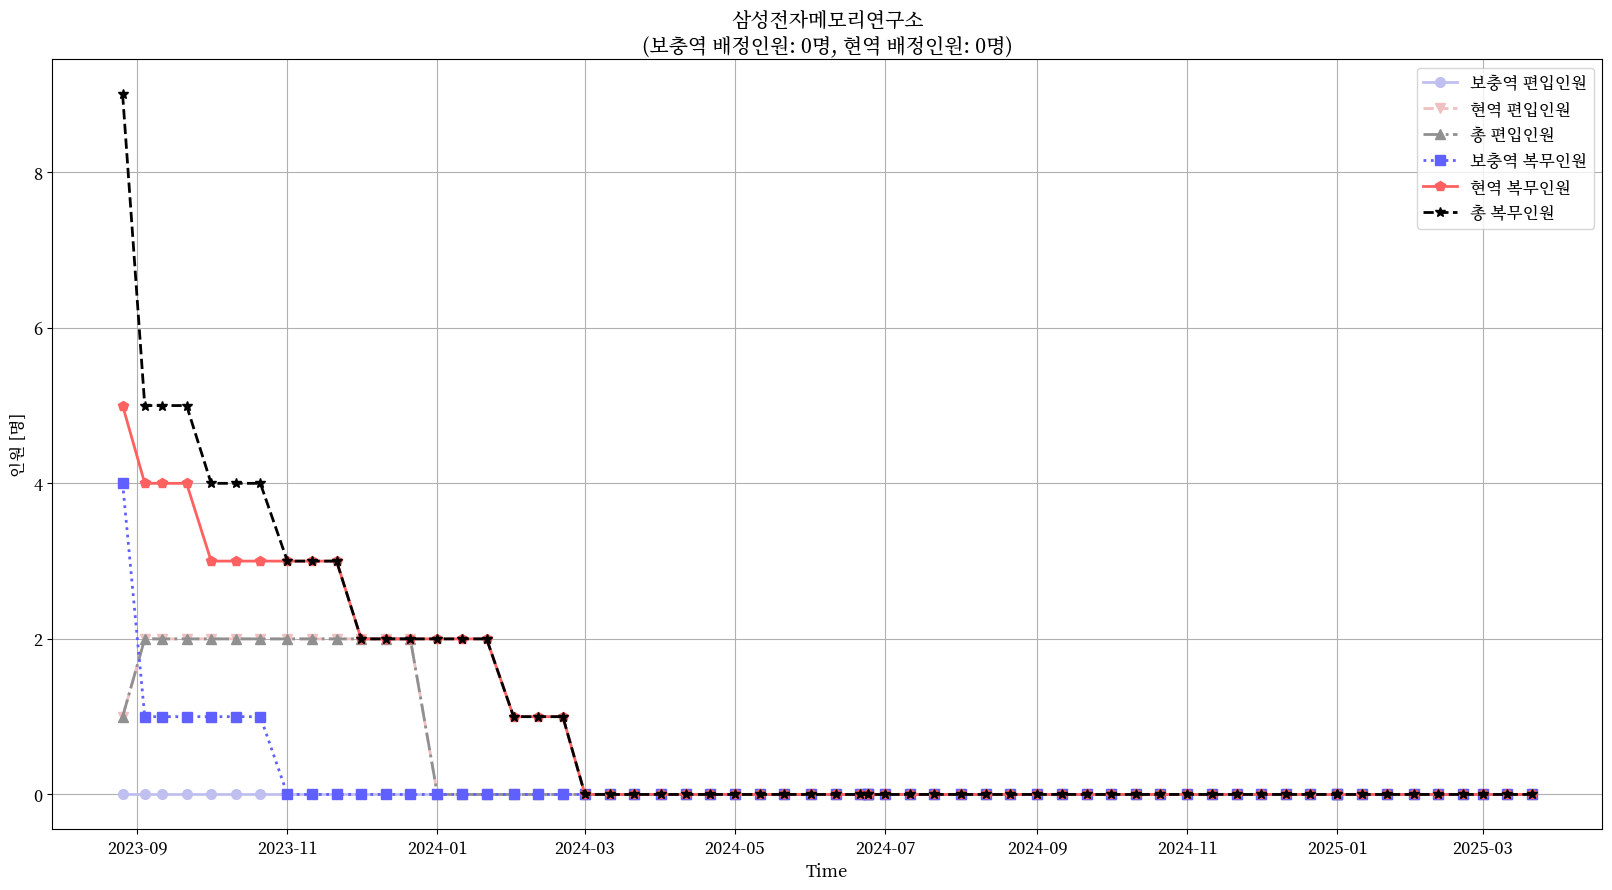 삼성전자메모리연구소
(보충역 배정인원: 0명, 현역 배정인원: 0명)
보충역 편입인원
현역 편입인원
총 편입인원
보충역 복무인원
현역 복무인원
총 복무인원
인원 [명]
8
6
4
2
0
2023-09 2023-11 2024-01 2024-03 2024-05 2024-07 2024-09 2024-11 2025-01 2025-03
Time